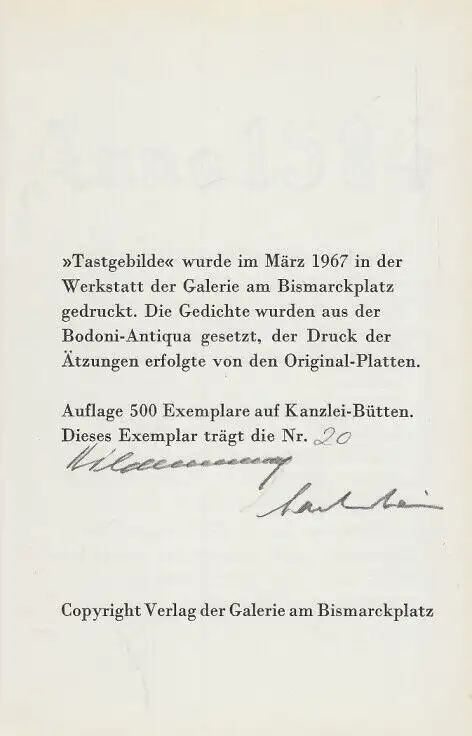 »Tastgebilde« wurde im März 1967 in der
Werkstatt der Galerie am Bismarckplatz
gedruckt. Die Gedichte wurden aus der
Bodoni-Antiqua gesetzt, der Druck der
Ätzungen erfolgte von den Original-Platten.
Auflage 500 Exemplare auf Kanzlei-Bütten.
Dieses Exemplar trägt die Nr. 20
Copyright Verlag der Galerie am Bismarckplatz